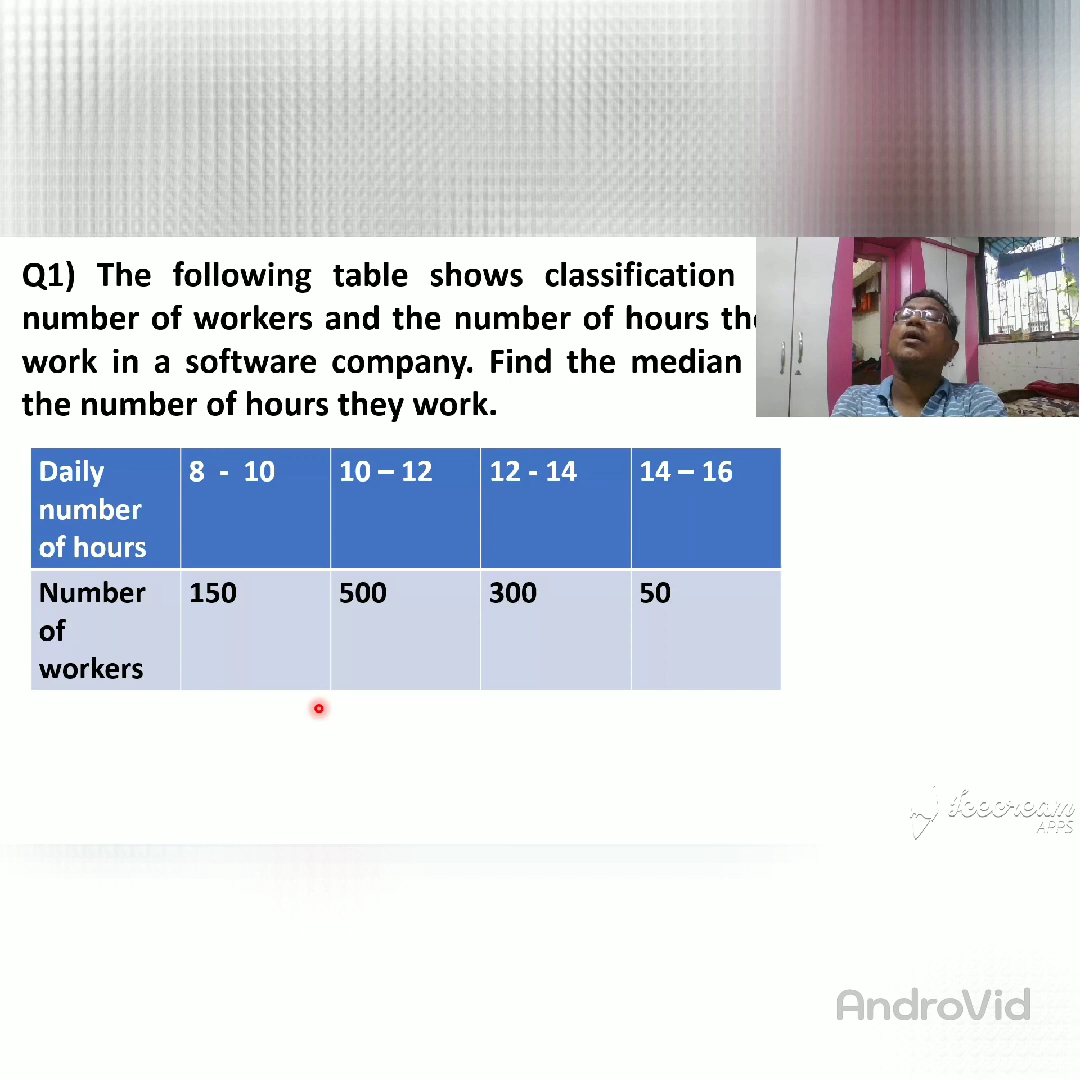 Q1) The following table shows classification
number of workers and the number of hours
work in a software company. Find the median
the number of hours they work.
Daily number of hours
8 - 10
10 – 12
12 - 14
14 – 16
Number of workers
150
500
300
50
Icecream
APPS
AndroVid